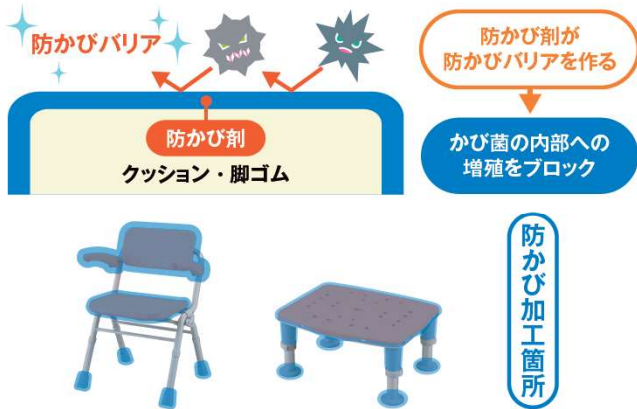 防かびバリア
防かび剤
クッション・脚ゴム
防かび剤が
防かびバリアを作る
かび菌の内部への
増殖をブロック
防かび加工箇所